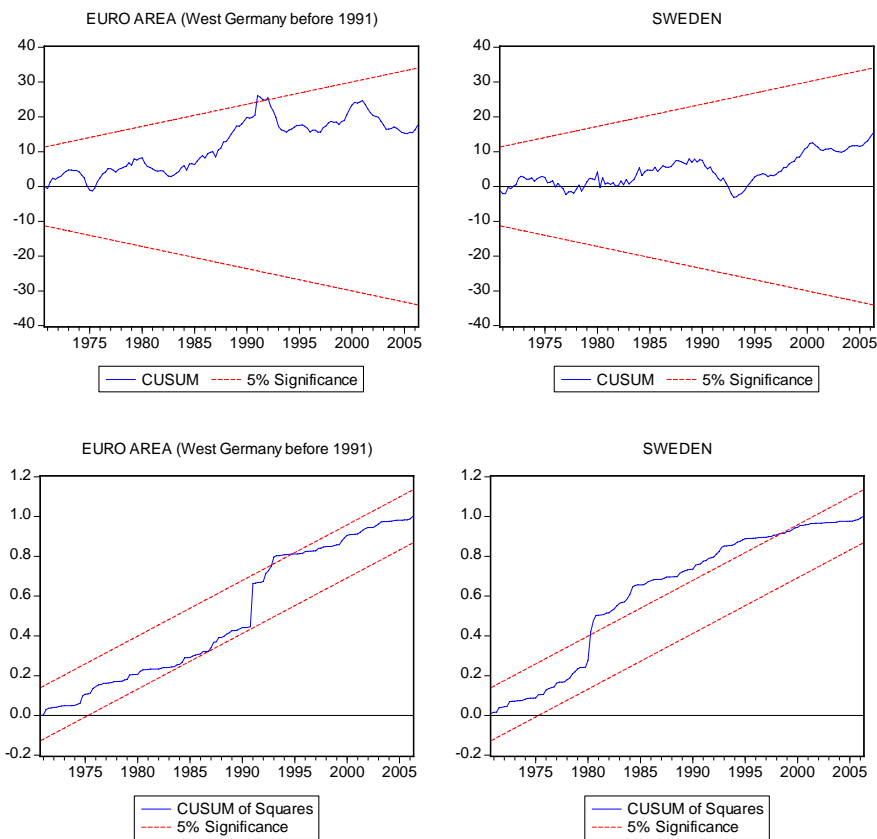 EURO AREA (West Germany before 1991)
40
30
20
10
0
-10
-20
-30
-40
1975 1980 1985 1990 1995 2000 2005
CUSUM 5% Significance
SWEDEN
40
30
20
10
0
-10
-20
-30
-40
1975 1980 1985 1990 1995 2000 2005
CUSUM 5% Significance
EURO AREA (West Germany before 1991)
1.2
1.0
0.8
0.6
0.4
0.2
0.0
-0.2
1975 1980 1985 1990 1995 2000 2005
CUSUM of Squares
5% Significance
SWEDEN
1.2
1.0
0.8
0.6
0.4
0.2
0.0
-0.2
1975 1980 1985 1990 1995 2000 2005
CUSUM of Squares
5% Significance